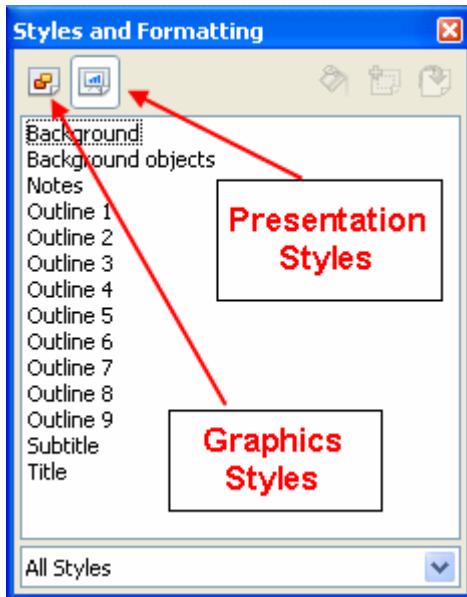 Styles and Formatting
Background
Background objects
Notes
Outline 1
Outline 2
Outline 3
Outline 4
Outline 5
Outline 6
Outline 7
Outline 8
Outline 9
Subtitle
Title
Presentation
Styles
Graphics
Styles
All Styles